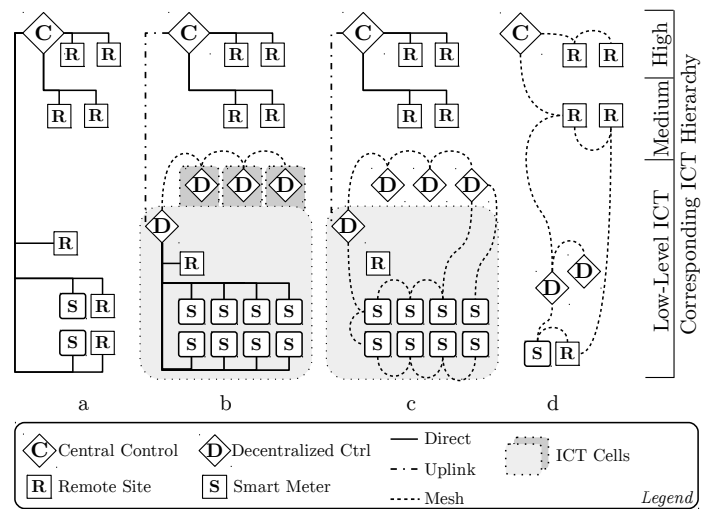 C R R
R R
R
S R
S R
a
C R R
R R
D D D
D
R
S S S S
S S S S
b
C R R
R R
D D D
D
R
S S S S
S S S S
c
C R R
R R
D D
S R
d
High
Medium
Low-Level ICT
Corresponding ICT Hierarchy
C Central Control
D Decentralized Ctrl
R Remote Site
S Smart Meter
Direct
Uplink
Mesh
ICT Cells
Legend